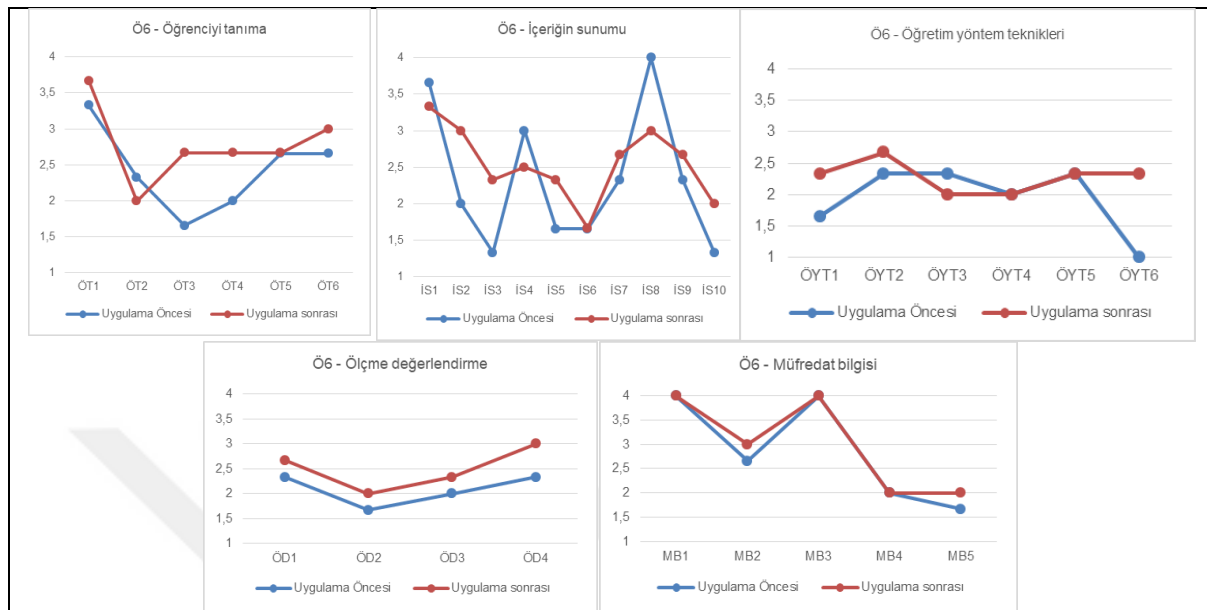 Ö6 - Öğrenciyi tanıma
4
3,5
3
2,5
2
1,5
1
ÖT1 ÖT2 ÖT3 ÖT4 ÖT5 ÖT6
Uygulama Öncesi Uygulama sonrası
Ö6 - İçeriğin sunumu
4
3,5
3
2,5
2
1,5
1
İS1 İS2 İS3 İS4 İS5 İS6 İS7 İS8 İS9 İS10
Uygulama Öncesi Uygulama sonrası
Ö6 - Öğretim yöntem teknikleri
4
3,5
3
2,5
2
1,5
1
ÖYT1 ÖYT2 ÖYT3 ÖYT4 ÖYT5 ÖYT6
Uygulama Öncesi Uygulama sonrası
Ö6 - Ölçme değerlendirme
4
3,5
3
2,5
2
1,5
1
ÖD1 ÖD2 ÖD3 ÖD4
Uygulama Öncesi Uygulama sonrası
Ö6 - Müfredat bilgisi
4
3,5
3
2,5
2
1,5
1
MB1 MB2 MB3 MB4 MB5
Uygulama Öncesi Uygulama sonrası